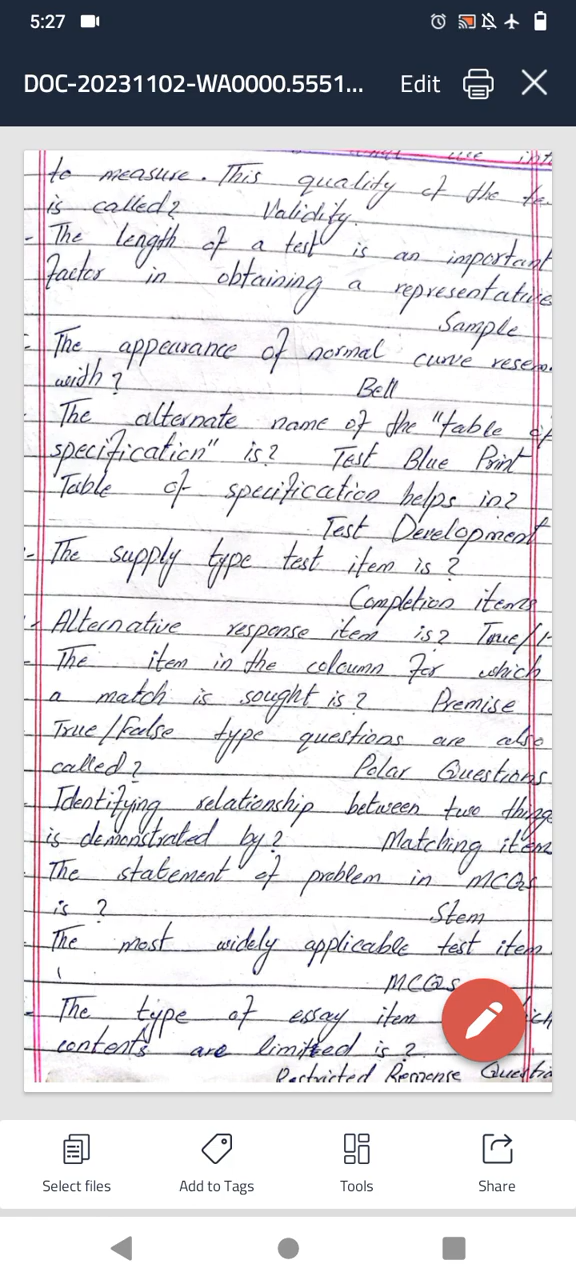 5:27
DOC-20231102-WA0000.5551... Edit
to measure. This quality of the te
is called? Validity.
- The length of a test is an important
factor in obtaining a representative
Sample
- The appearance of normal curve resem
with? Bell
- The alternate name of the "table of
specification" is? Test Blue Print
Table of specification helps in?
Test Development
- The supply type test item is?
Completion items
- Alternative response item is? True/
- The item in the coloumn for which
a match is sought is? Premise
True/False type questions are also
called? Polar Questions
- Identifying relationship between two things
is demonstrated by? Matching item
- The statement of problem in MCQs
is? Stem
- The most widely applicable test item
MCQs
- The type of essay item ich
contents are limited is?
Restricted Response Questio
Select files Add to Tags Tools Share